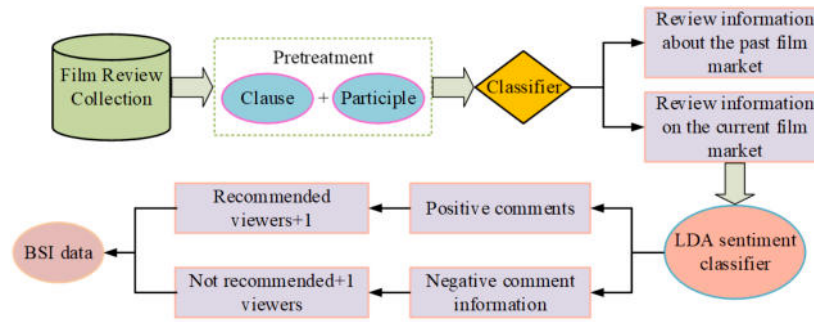 Film Review
Collection
Pretreatment
Clause + Participle
Classifier
Review information
about the past film
market
Review information
on the current film
market
Recommended
viewers+1
Positive comments
BSI data
LDA sentiment
classifier
Not recommended+1
viewers
Negative comment
information